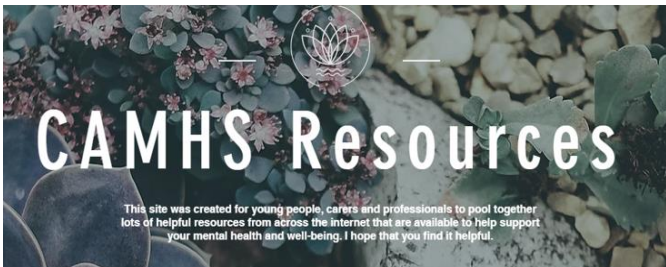 CAMHS Resources
This site was created for young people, carers and professionals to pool together
lots of helpful resources from across the internet that are available to help support
your mental health and well-being. I hope that you find it helpful.